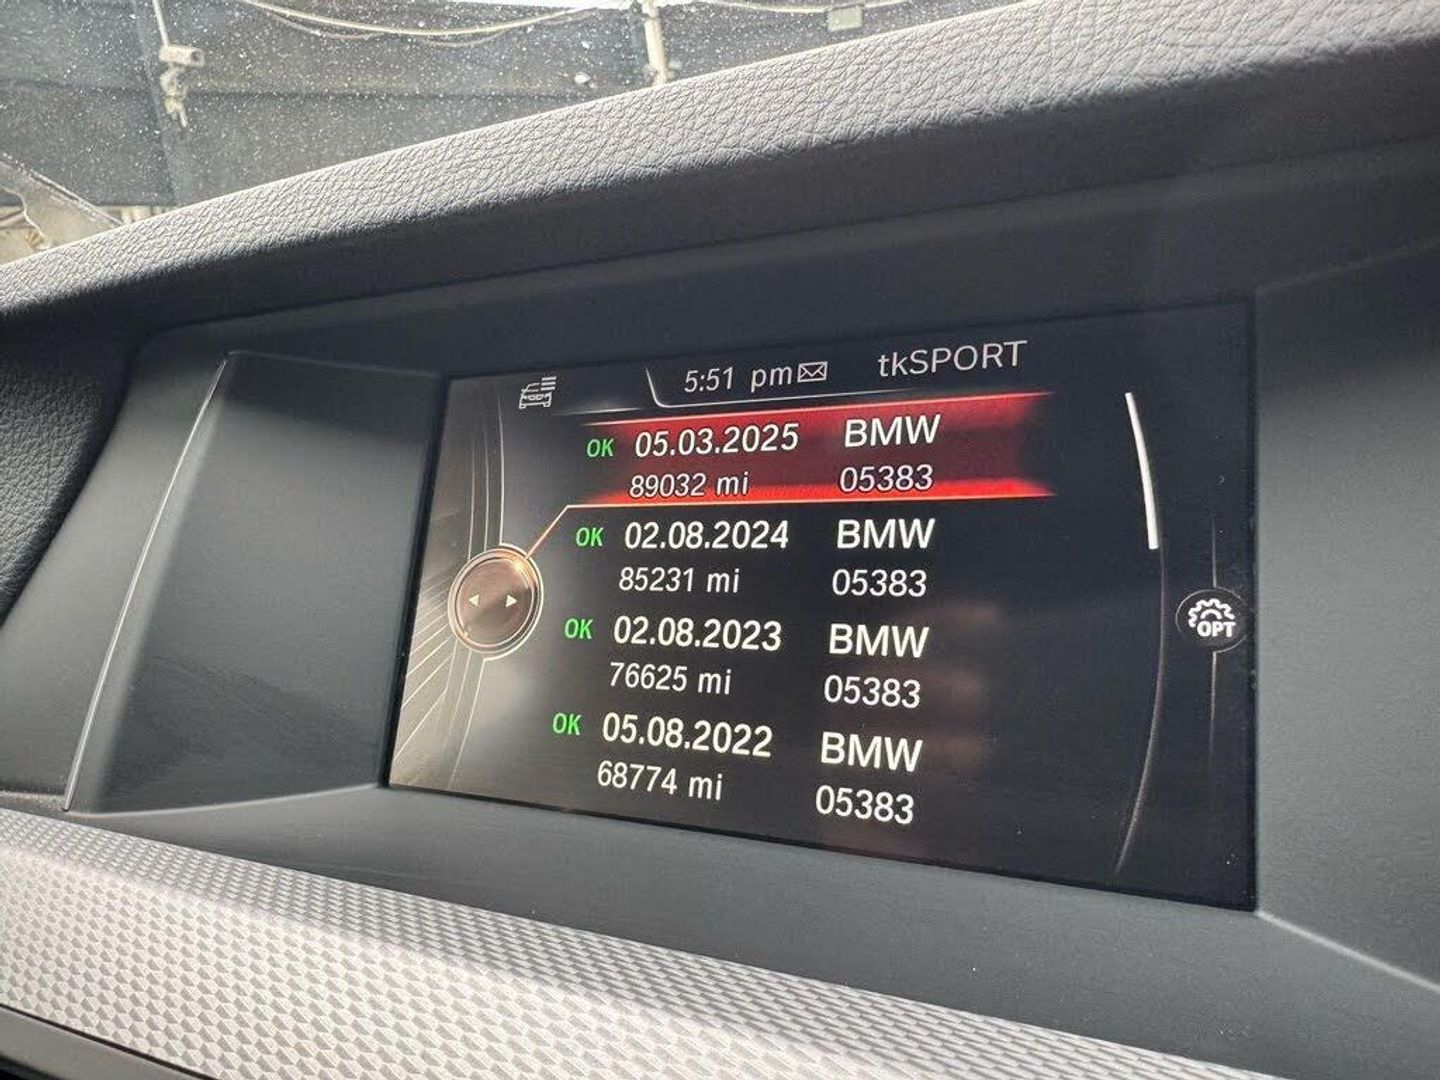 5:51 pm tkSPORT
OK 05.03.2025 BMW
89032 mi 05383
OK 02.08.2024 BMW
85231 mi 05383
OK 02.08.2023 BMW
76625 mi 05383
OK 05.08.2022 BMW
68774 mi 05383
OPT